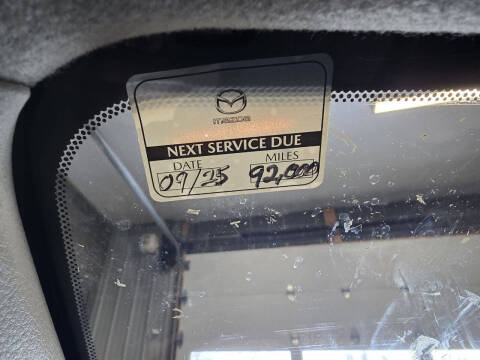 mazda
NEXT SERVICE DUE
DATE MILES
09/25 92,000